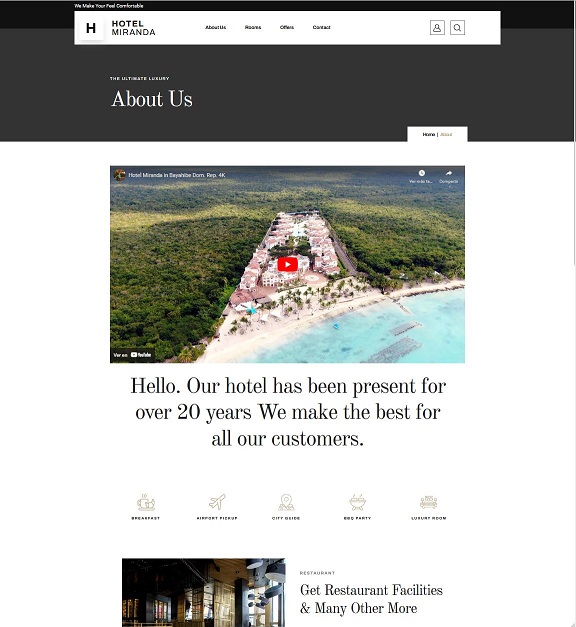 We Make Your Feel Comfortable
H
HOTEL
MIRANDA
About Us
Rooms
Offers
Contact
THE ULTIMATE LUXURY
About Us
Home | About
Hotel Miranda in Bayahibe Dom. Rep. 4K
Ver más ta...
Compartir
Ver en YouTube
Hello. Our hotel has been present for
over 20 years We make the best for
all our customers.
BREAKFAST
AIRPORT PICKUP
CITY GUIDE
BBQ PARTY
LUXURY ROOM
RESTAURANT
Get Restaurant Facilities
& Many Other More